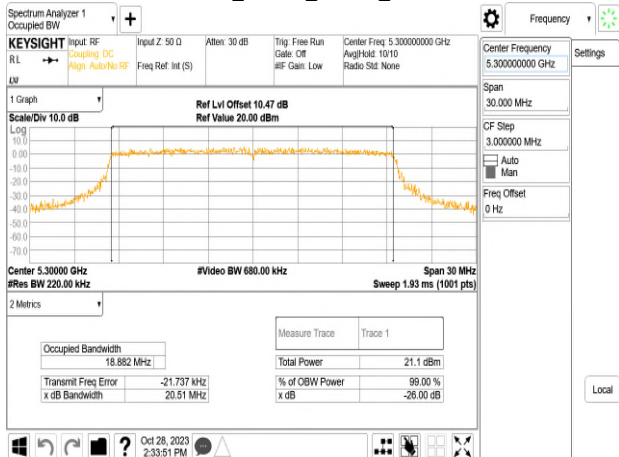 Spectrum Analyzer 1
Occupied BW
+
Frequency
KEYSIGHT
Input: RF
Coupling: DC
Align: Auto/No RF
Input Z: 50 Ω
Freq Ref: Int (S)
Atten: 30 dB
Trig: Free Run
Gate: Off
#IF Gain: Low
Center Freq: 5.300000000 GHz
Avg|Hold: 10/10
Radio Std: None
RL
LXI
Center Frequency
5.300000000 GHz
Settings
Span
30.000 MHz
CF Step
3.000000 MHz
Auto
Man
Freq Offset
0 Hz
1 Graph
Scale/Div 10.0 dB
Ref Lvl Offset 10.47 dB
Ref Value 20.00 dBm
Log
10.0
0.00
-10.0
-20.0
-30.0
-40.0
-50.0
-60.0
-70.0
Center 5.30000 GHz
#Res BW 220.00 kHz
#Video BW 680.00 kHz
Span 30 MHz
Sweep 1.93 ms (1001 pts)
2 Metrics
Measure Trace Trace 1
Occupied Bandwidth
18.882 MHz
Total Power 21.1 dBm
Transmit Freq Error -21.737 kHz
% of OBW Power 99.00 %
x dB Bandwidth 20.51 MHz
x dB -26.00 dB
Local
?
Oct 28, 2023
2:33:51 PM